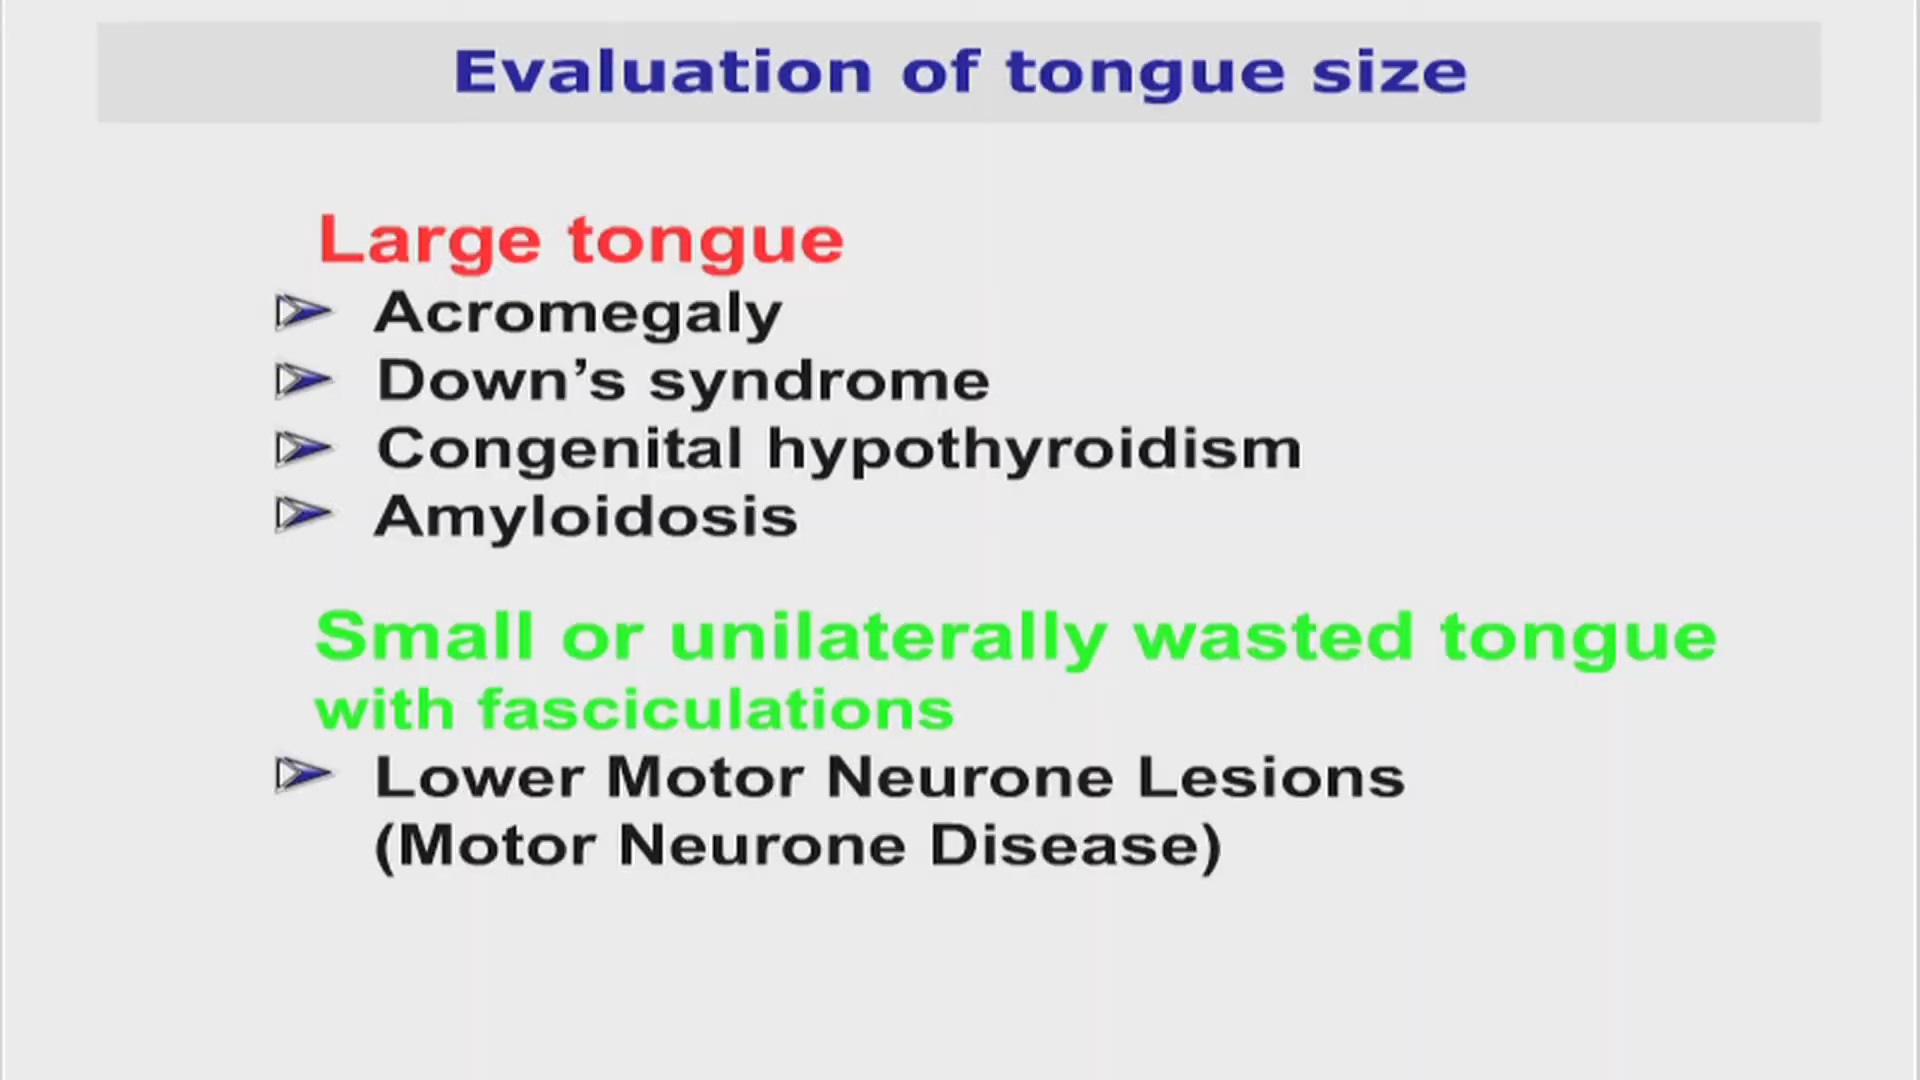 Evaluation of tongue size
Large tongue
Acromegaly
Down’s syndrome
Congenital hypothyroidism
Amyloidosis
Small or unilaterally wasted tongue
with fasciculations
Lower Motor Neurone Lesions
(Motor Neurone Disease)